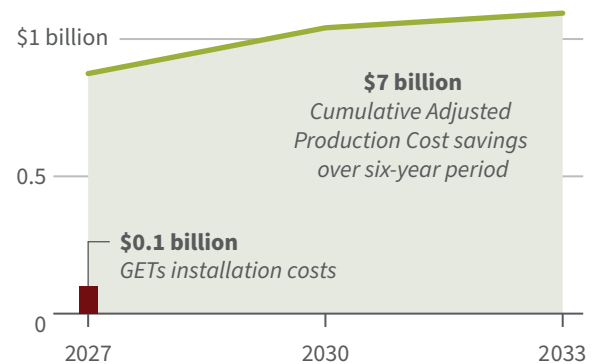 $1 billion
$7 billion
Cumulative Adjusted
Production Cost savings
over six-year period
0.5
$0.1 billion
GETs installation costs
0
2027 2030 2033